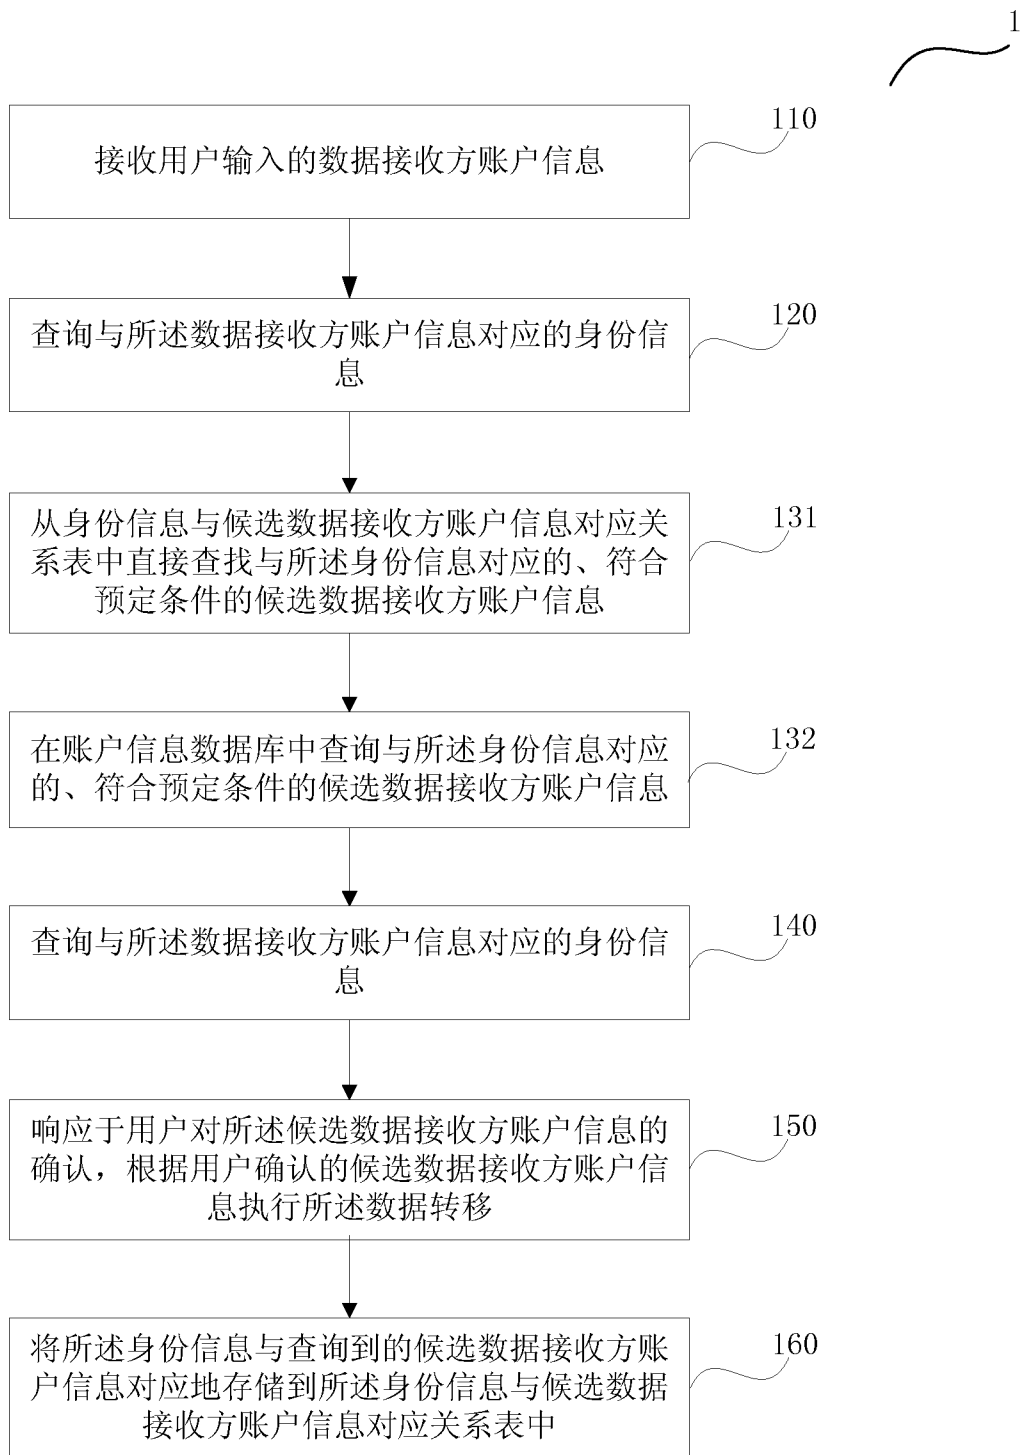 1
110
接收用户输入的数据接收方账户信息
120
查询与所述数据接收方账户信息对应的身份信
息
131
从身份信息与候选数据接收方账户信息对应关
系表中直接查找与所述身份信息对应的、符合
预定条件的候选数据接收方账户信息
132
在账户信息数据库中查询与所述身份信息对应
的、符合预定条件的候选数据接收方账户信息
140
查询与所述数据接收方账户信息对应的身份信
息
150
响应于用户对所述候选数据接收方账户信息的
确认，根据用户确认的候选数据接收方账户信
息执行所述数据转移
160
将所述身份信息与查询到的候选数据接收方账
户信息对应地存储到所述身份信息与候选数据
接收方账户信息对应关系表中